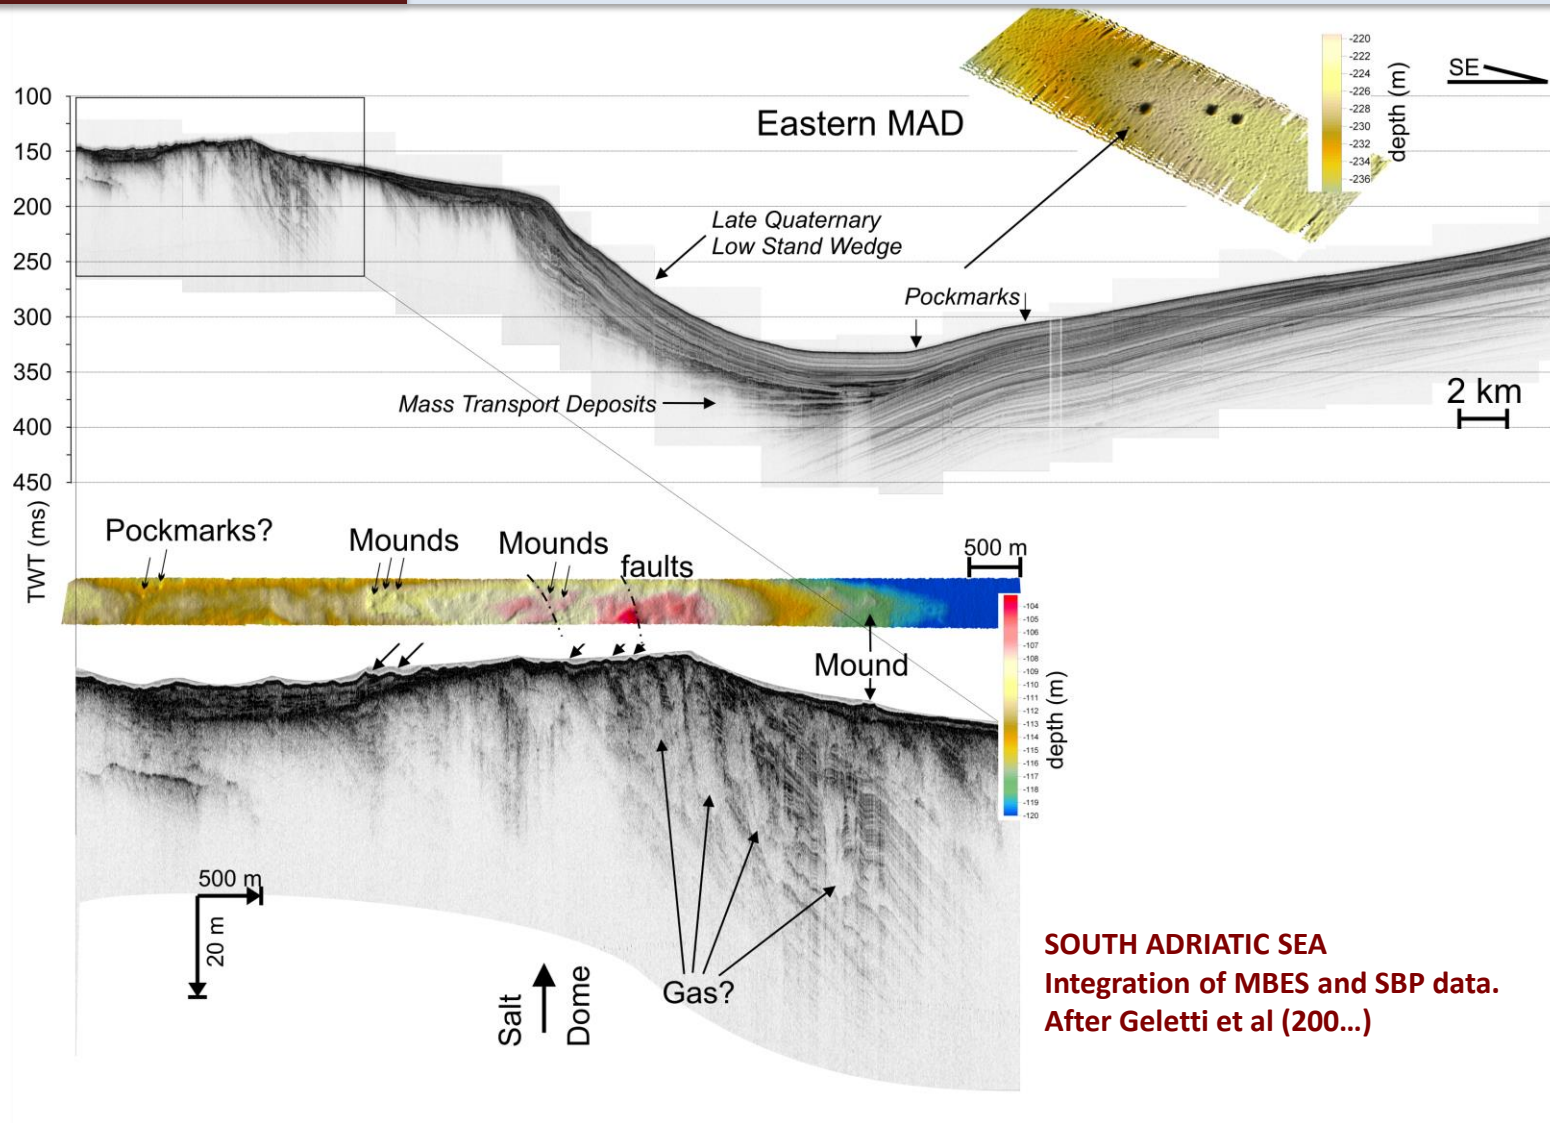 Eastern MAD
-220
-222
-224
-226
-228
-230
-232
-234
-236
depth (m)
SE
100
150
200
250
300
350
400
450
TWT (ms)
Late Quaternary
Low Stand Wedge
Pockmarks
Mass Transport Deposits
2 km
Pockmarks?
Mounds
Mounds
faults
500 m
Mound
-104
-105
-106
-107
-108
-109
-110
-111
-112
-113
-114
-115
-116
-117
-118
-119
-120
depth (m)
500 m
20 m
Salt
Dome
Gas?
SOUTH ADRIATIC SEA
Integration of MBES and SBP data.
After Geletti et al (200…)